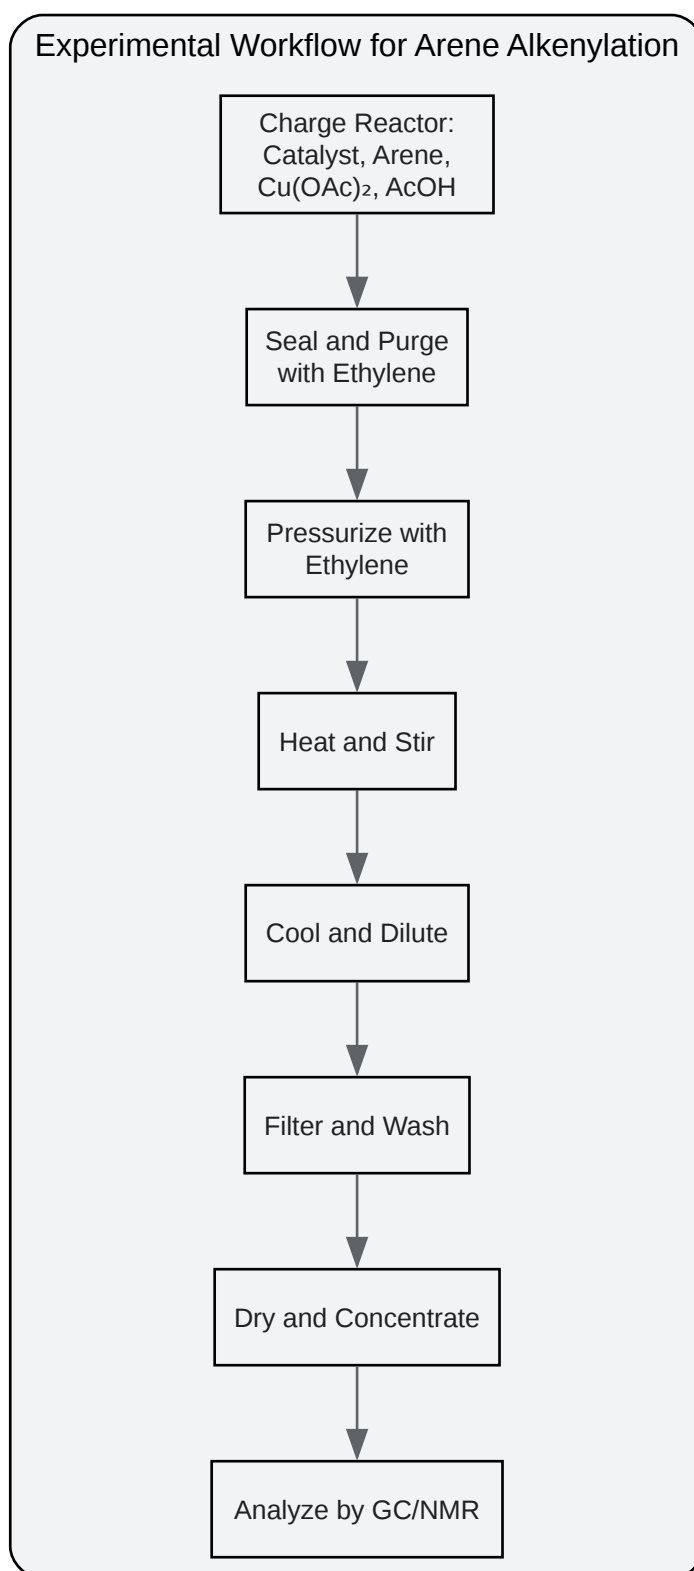 Experimental Workflow for Arene Alkenylation
Charge Reactor:
Catalyst, Arene,
Cu(OAc)₂, AcOH
Seal and Purge
with Ethylene
Pressurize with
Ethylene
Heat and Stir
Cool and Dilute
Filter and Wash
Dry and Concentrate
Analyze by GC/NMR